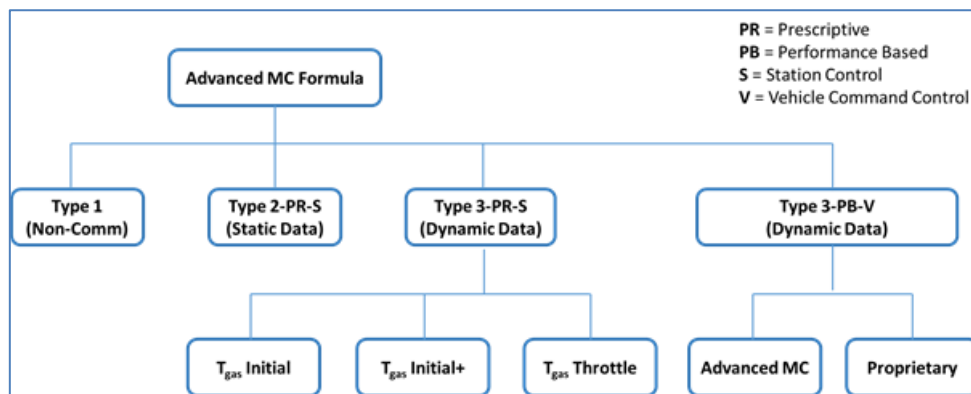 PR = Prescriptive
PB = Performance Based
S = Station Control
V = Vehicle Command Control
Advanced MC Formula
Type 1
(Non-Comm)
Type 2-PR-S
(Static Data)
Type 3-PR-S
(Dynamic Data)
Type 3-PB-V
(Dynamic Data)
Tgas Initial
Tgas Initial+
Tgas Throttle
Advanced MC
Proprietary